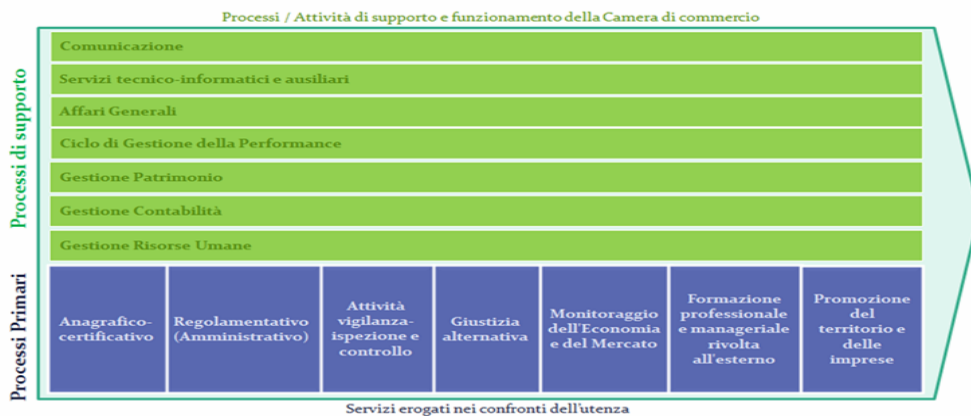 Processi / Attività di supporto e funzionamento della Camera di commercio
Processi di supporto
Comunicazione
Servizi tecnico-informatici e ausiliari
Affari Generali
Ciclo di Gestione della Performance
Gestione Patrimonio
Gestione Contabilità
Gestione Risorse Umane
Processi Primari
Anagrafico-
certificativo
Regolamentativo
(Amministrativo)
Attività
vigilanza-
ispezione e
controllo
Giustizia
alternativa
Monitoraggio
dell'Economia
e del Mercato
Formazione
professionale
e manageriale
rivolta
all'esterno
Promozione
del
territorio e
delle
imprese
Servizi erogati nei confronti dell'utenza